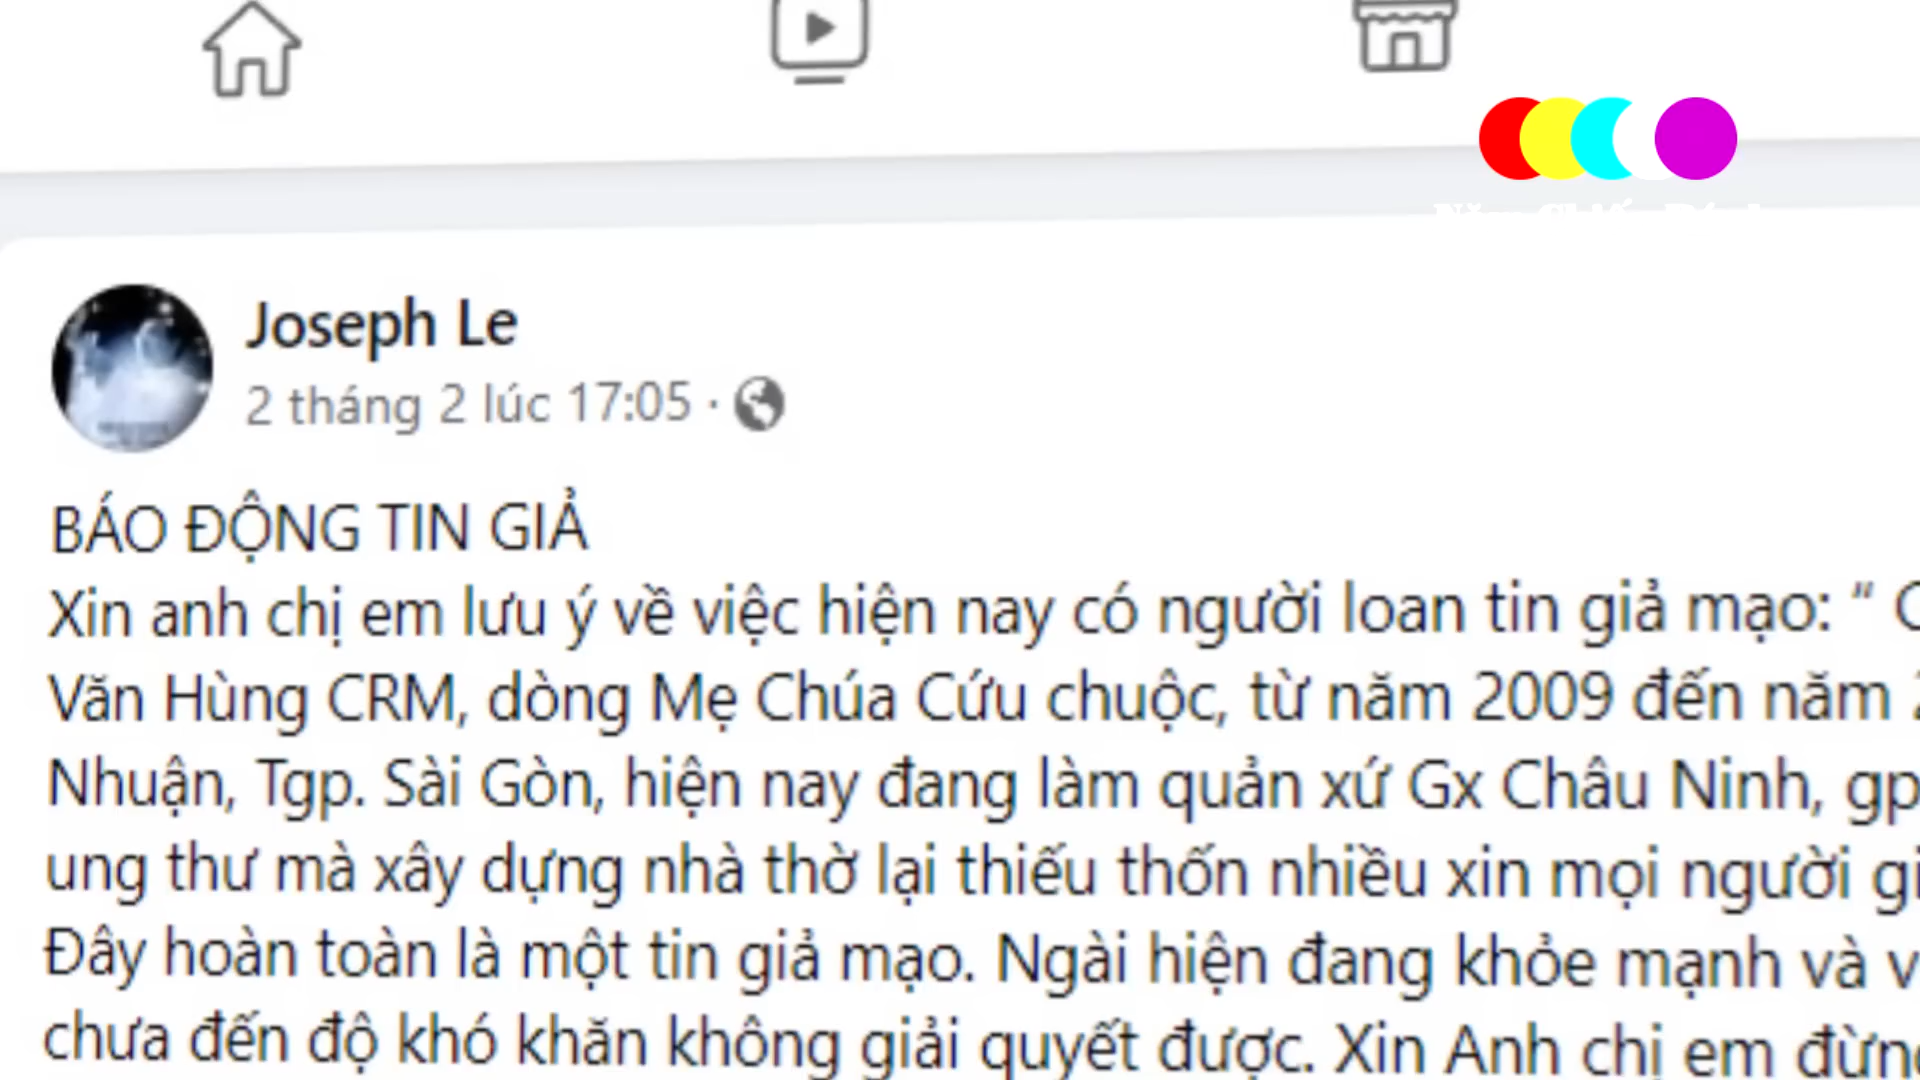 Joseph Le
2 tháng 2 lúc 17:05 ·
BÁO ĐỘNG TIN GIẢ
Xin anh chị em lưu ý về việc hiện nay có người loan tin giả mạo: “
Văn Hùng CRM, dòng Mẹ Chúa Cứu chuộc, từ năm 2009 đến năm
Nhuận, Tgp. Sài Gòn, hiện nay đang làm quản xứ Gx Châu Ninh, gp
ung thư mà xây dựng nhà thờ lại thiếu thốn nhiều xin mọi người
Đây hoàn toàn là một tin giả mạo. Ngài hiện đang khỏe mạnh và
chưa đến độ khó khăn không giải quyết được. Xin Anh chị em